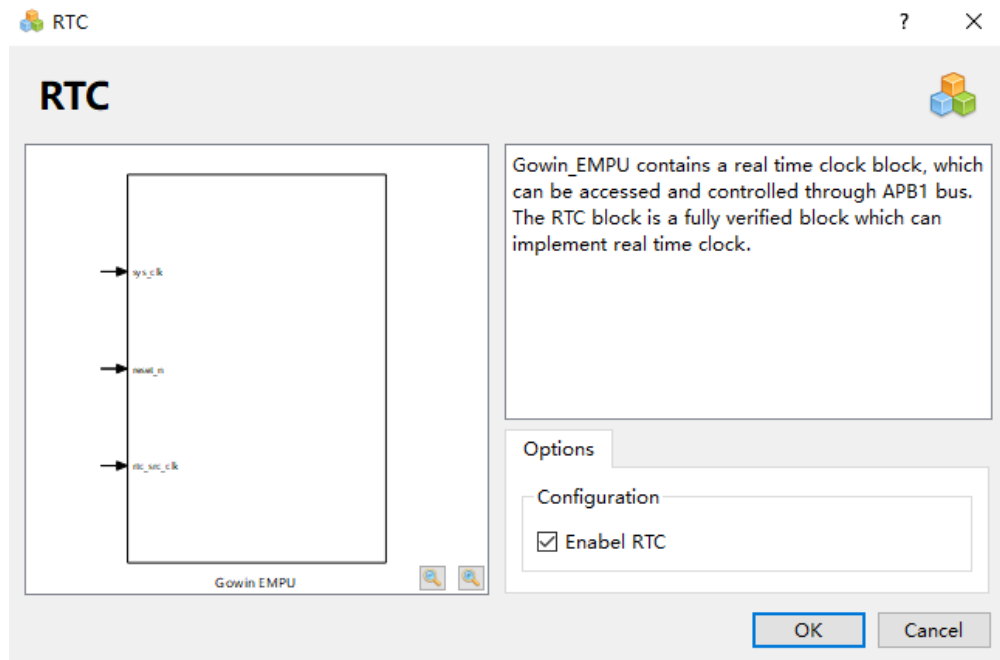 RTC
?
RTC
sys_clk
reset_n
rtc_src_clk
Gowin EMPU
Gowin_EMPU contains a real time clock block, which
can be accessed and controlled through APB1 bus.
The RTC block is a fully verified block which can
implement real time clock.
Options
Configuration
Enabel RTC
OK
Cancel